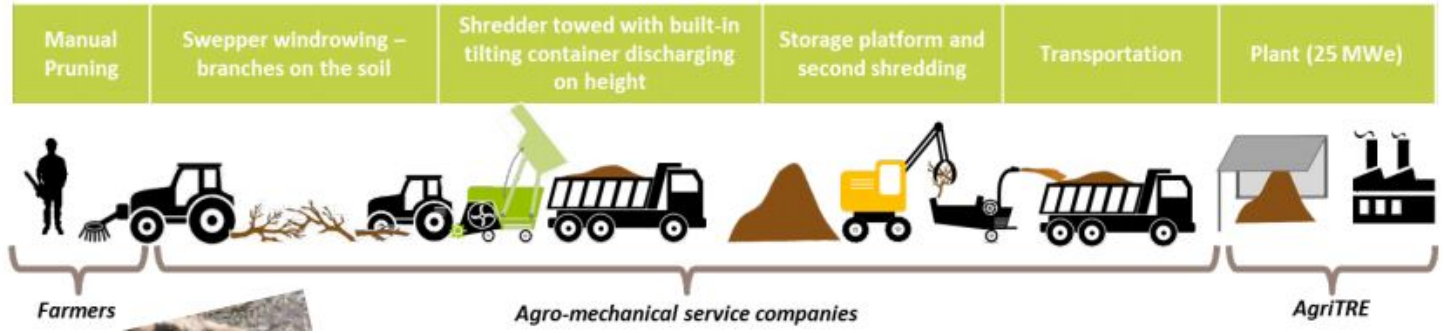 Manual
Pruning
Swepper windrowing –
branches on the soil
Shredder towed with built-in
tilting container discharging
on height
Storage platform and
second shredding
Transportation
Plant (25 MWe)
Farmers
Agro-mechanical service companies
AgriTRE